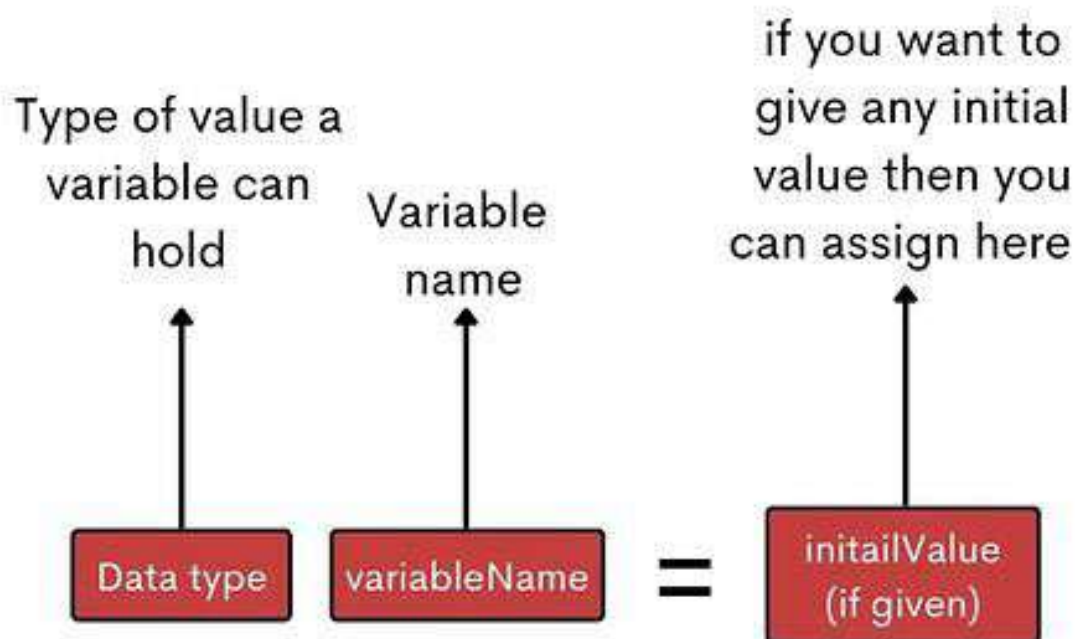 Type of value a
variable can
hold
Variable
name
if you want to
give any initial
value then you
can assign here
Data type
variableName
=
initailValue
(if given)